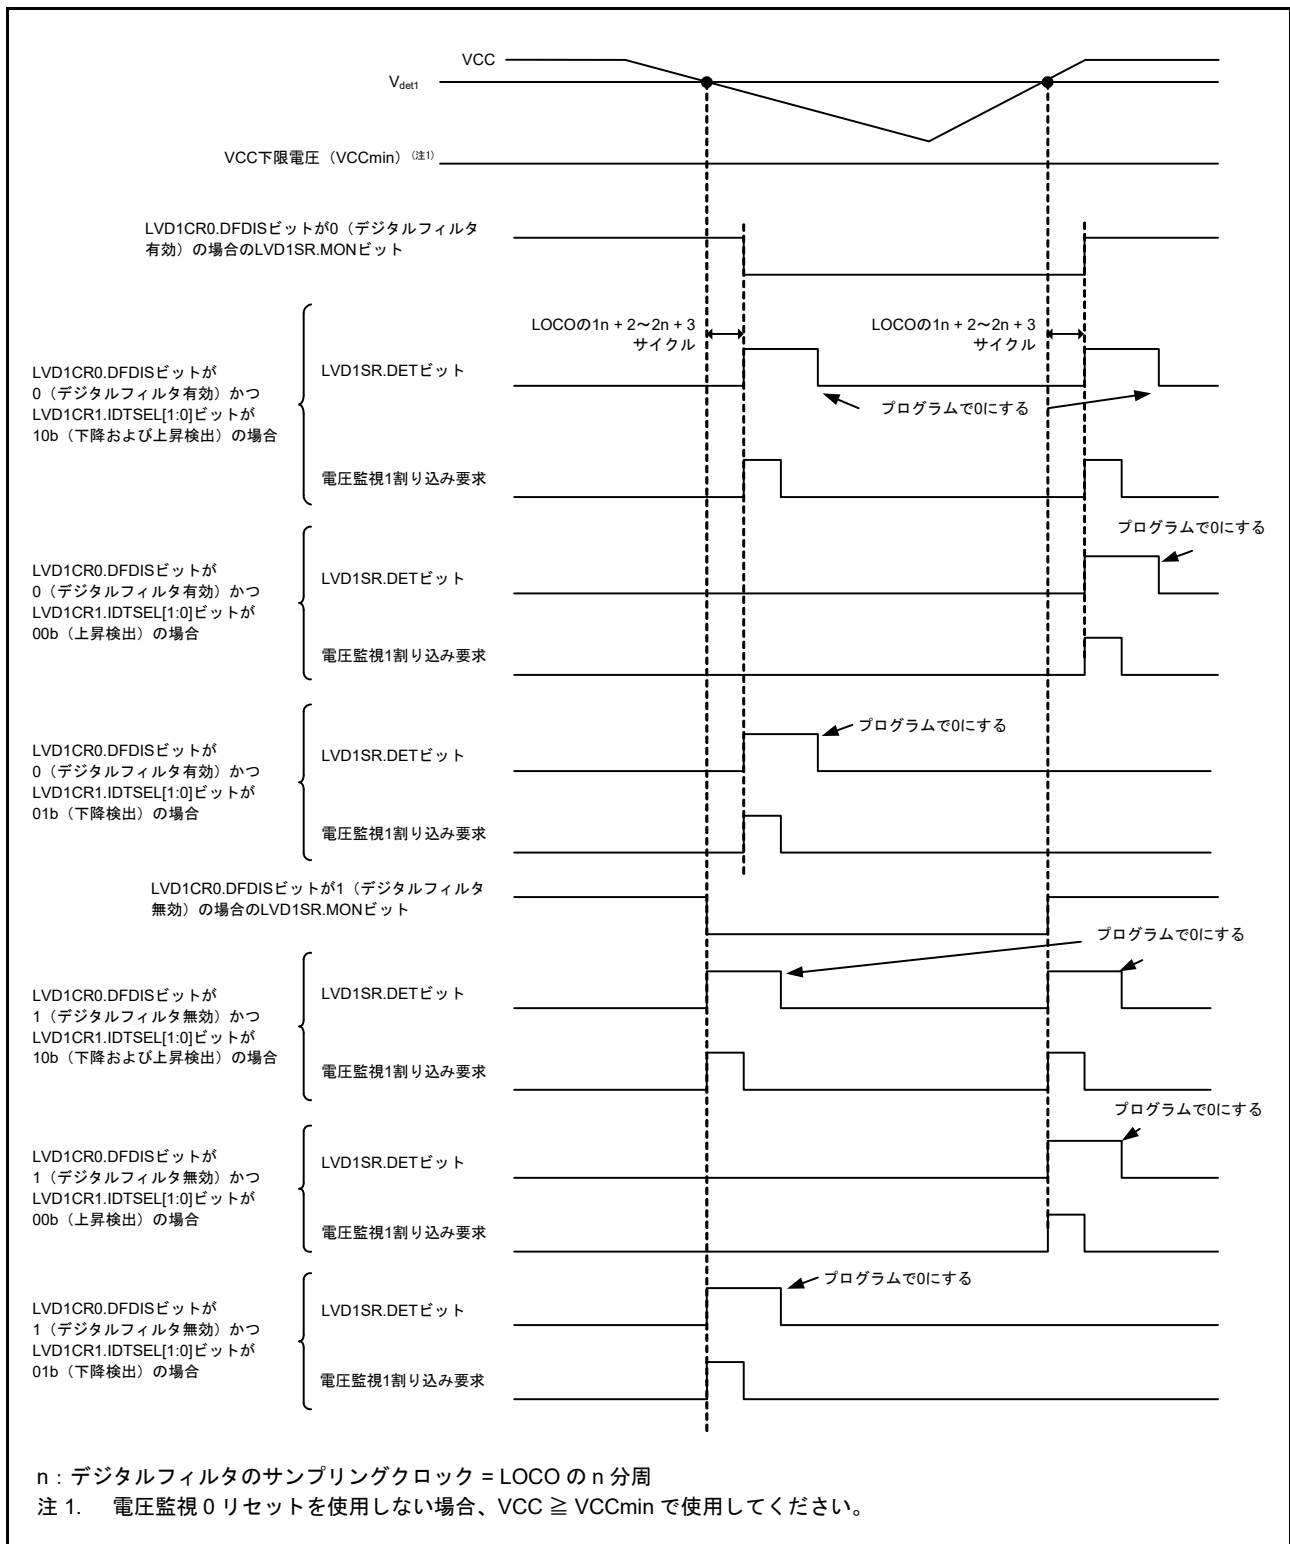 VCC
Vdet1
VCC下限電圧（VCCmin）（注1）
LVD1CR0.DFDISビットが0（デジタルフィルタ
有効）の場合のLVD1SR.MONビット
LOCOの1n + 2～2n + 3
サイクル
LOCOの1n + 2～2n + 3
サイクル
LVD1CR0.DFDISビットが
0（デジタルフィルタ有効）かつ
LVD1CR1.IDTSEL[1:0]ビットが
10b（下降および上昇検出）の場合
LVD1SR.DETビット
プログラムで0にする
電圧監視1割り込み要求
プログラムで0にする
LVD1CR0.DFDISビットが
0（デジタルフィルタ有効）かつ
LVD1CR1.IDTSEL[1:0]ビットが
00b（上昇検出）の場合
LVD1SR.DETビット
電圧監視1割り込み要求
プログラムで0にする
LVD1CR0.DFDISビットが
0（デジタルフィルタ有効）かつ
LVD1CR1.IDTSEL[1:0]ビットが
01b（下降検出）の場合
LVD1SR.DETビット
電圧監視1割り込み要求
LVD1CR0.DFDISビットが1（デジタルフィルタ
無効）の場合のLVD1SR.MONビット
プログラムで0にする
LVD1CR0.DFDISビットが
1（デジタルフィルタ無効）かつ
LVD1CR1.IDTSEL[1:0]ビットが
10b（下降および上昇検出）の場合
LVD1SR.DETビット
電圧監視1割り込み要求
プログラムで0にする
LVD1CR0.DFDISビットが
1（デジタルフィルタ無効）かつ
LVD1CR1.IDTSEL[1:0]ビットが
00b（上昇検出）の場合
LVD1SR.DETビット
電圧監視1割り込み要求
プログラムで0にする
LVD1CR0.DFDISビットが
1（デジタルフィルタ無効）かつ
LVD1CR1.IDTSEL[1:0]ビットが
01b（下降検出）の場合
LVD1SR.DETビット
電圧監視1割り込み要求
n：デジタルフィルタのサンプリングクロック = LOCO の n 分周
注 1. 電圧監視 0 リセットを使用しない場合、VCC ≧ VCCmin で使用してください。